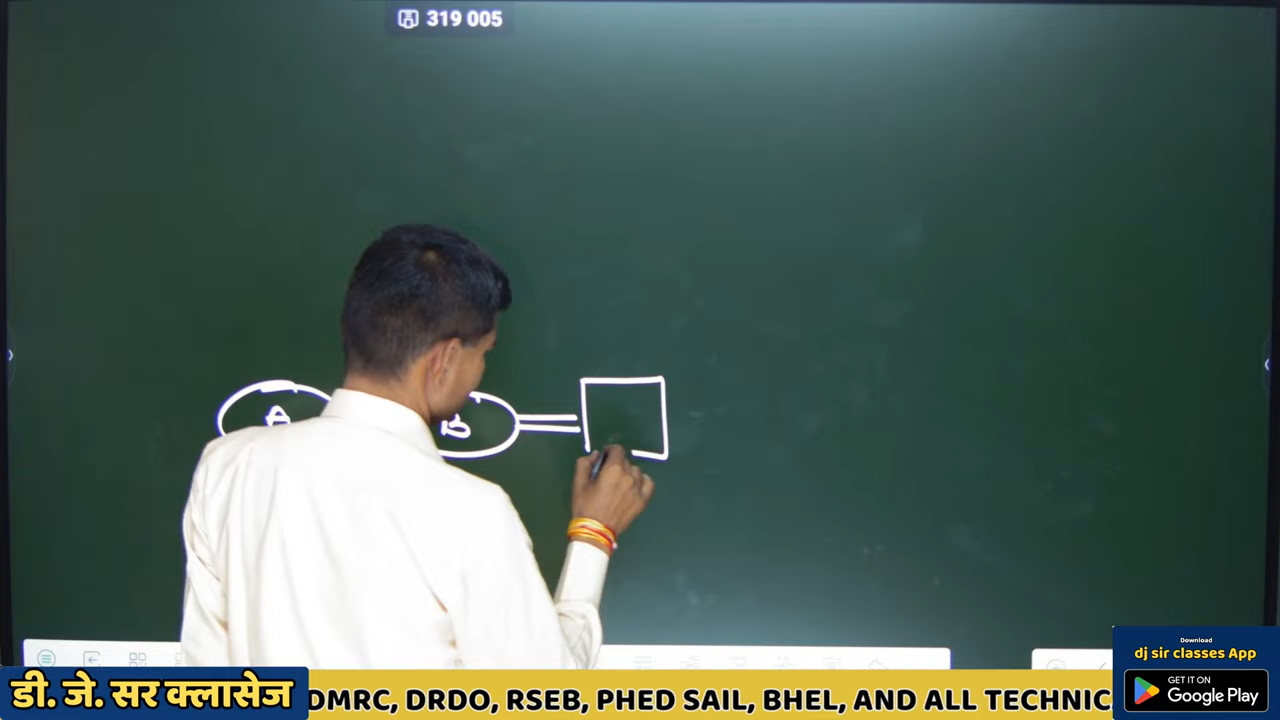 319 005
A
B
Download
dj sir classes App
GET IT ON
Google Play
डी. जे. सर क्लासेज
DMRC, DRDO, RSEB, PHED SAIL, BHEL, AND ALL TECHNIC